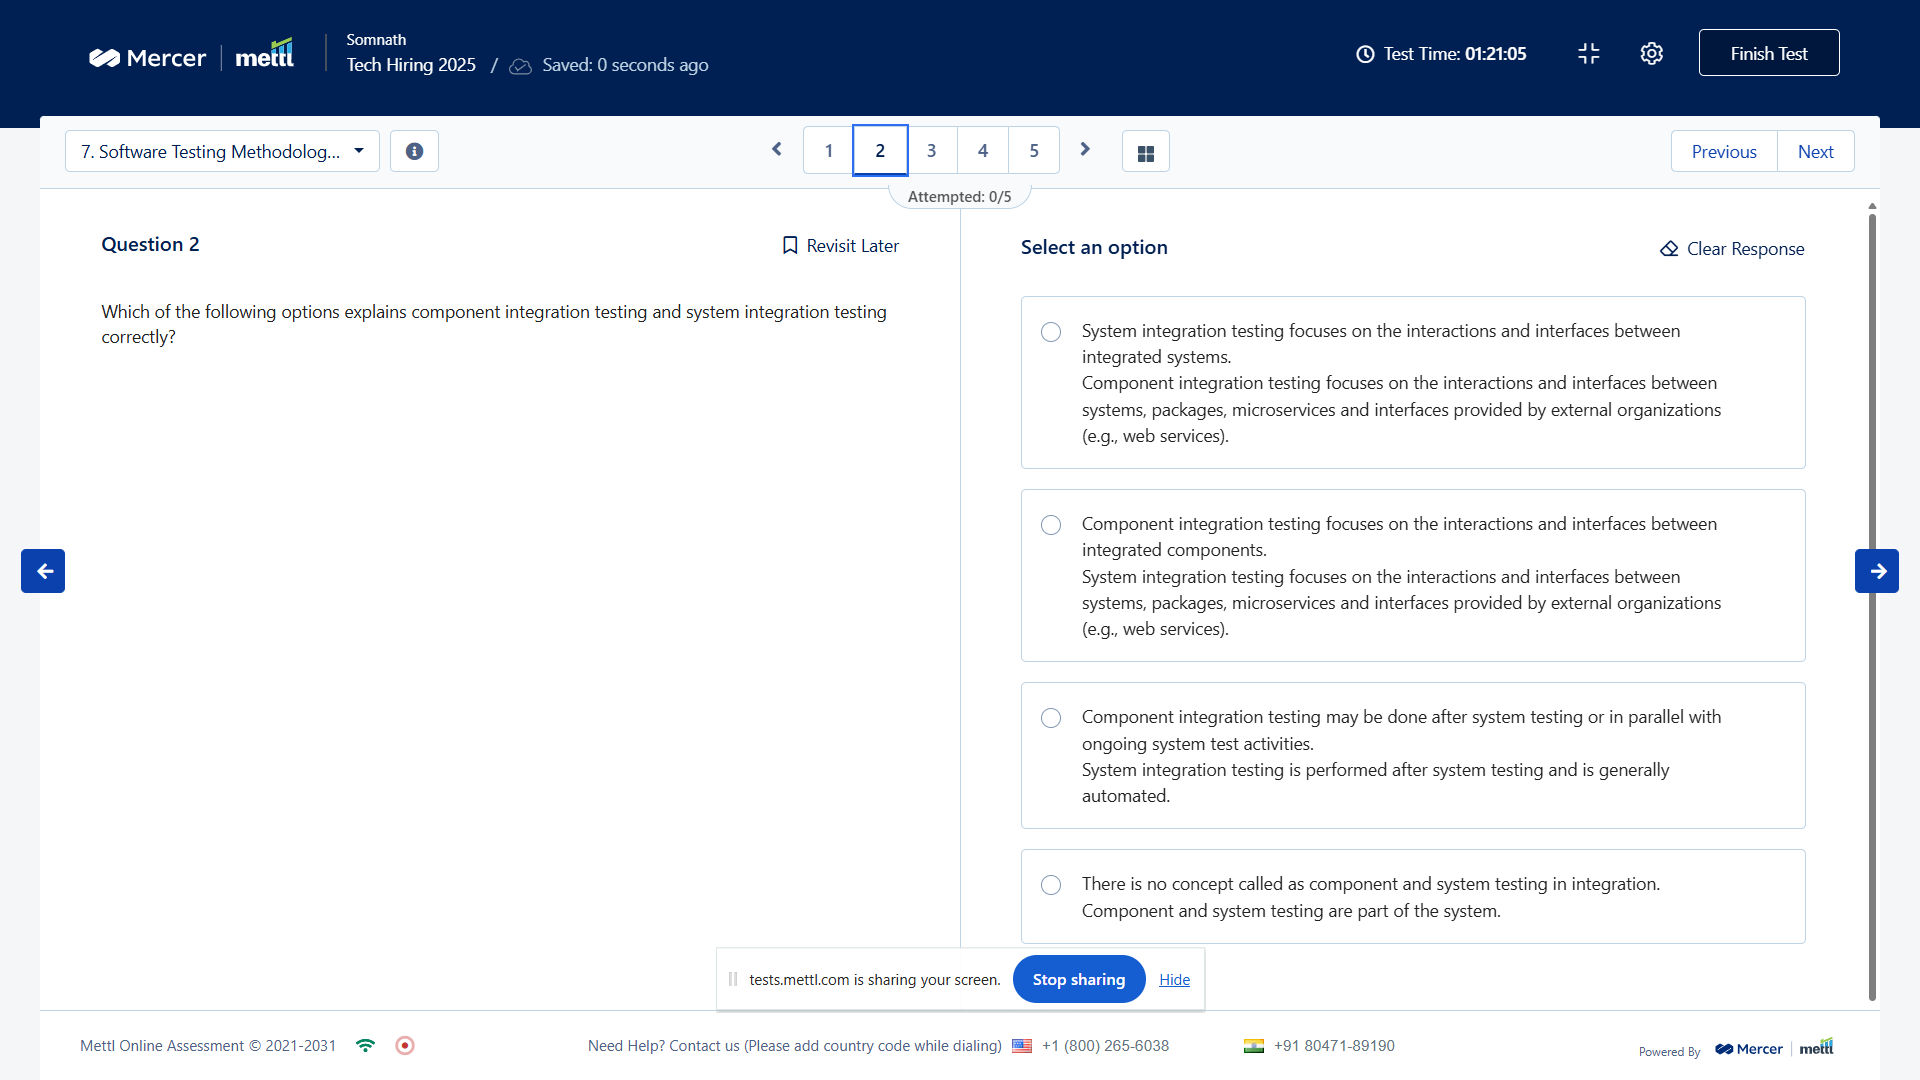 Mercer
mettl
Somnath
Tech Hiring 2025 / Saved: 0 seconds ago
Test Time: 01:21:05
Finish Test
7. Software Testing Methodolog...
1
2
3
4
5
Previous
Next
Attempted: 0/5
Question 2
Revisit Later
Which of the following options explains component integration testing and system integration testing
correctly?
Select an option
Clear Response
System integration testing focuses on the interactions and interfaces between
integrated systems.
Component integration testing focuses on the interactions and interfaces between
systems, packages, microservices and interfaces provided by external organizations
(e.g., web services).
Component integration testing focuses on the interactions and interfaces between
integrated components.
System integration testing focuses on the interactions and interfaces between
systems, packages, microservices and interfaces provided by external organizations
(e.g., web services).
Component integration testing may be done after system testing or in parallel with
ongoing system test activities.
System integration testing is performed after system testing and is generally
automated.
There is no concept called as component and system testing in integration.
Component and system testing are part of the system.
tests.mettl.com is sharing your screen.
Stop sharing
Hide
Mettl Online Assessment © 2021-2031
Need Help? Contact us (Please add country code while dialing)
+1 (800) 265-6038
+91 80471-89190
Powered By
Mercer
mettl